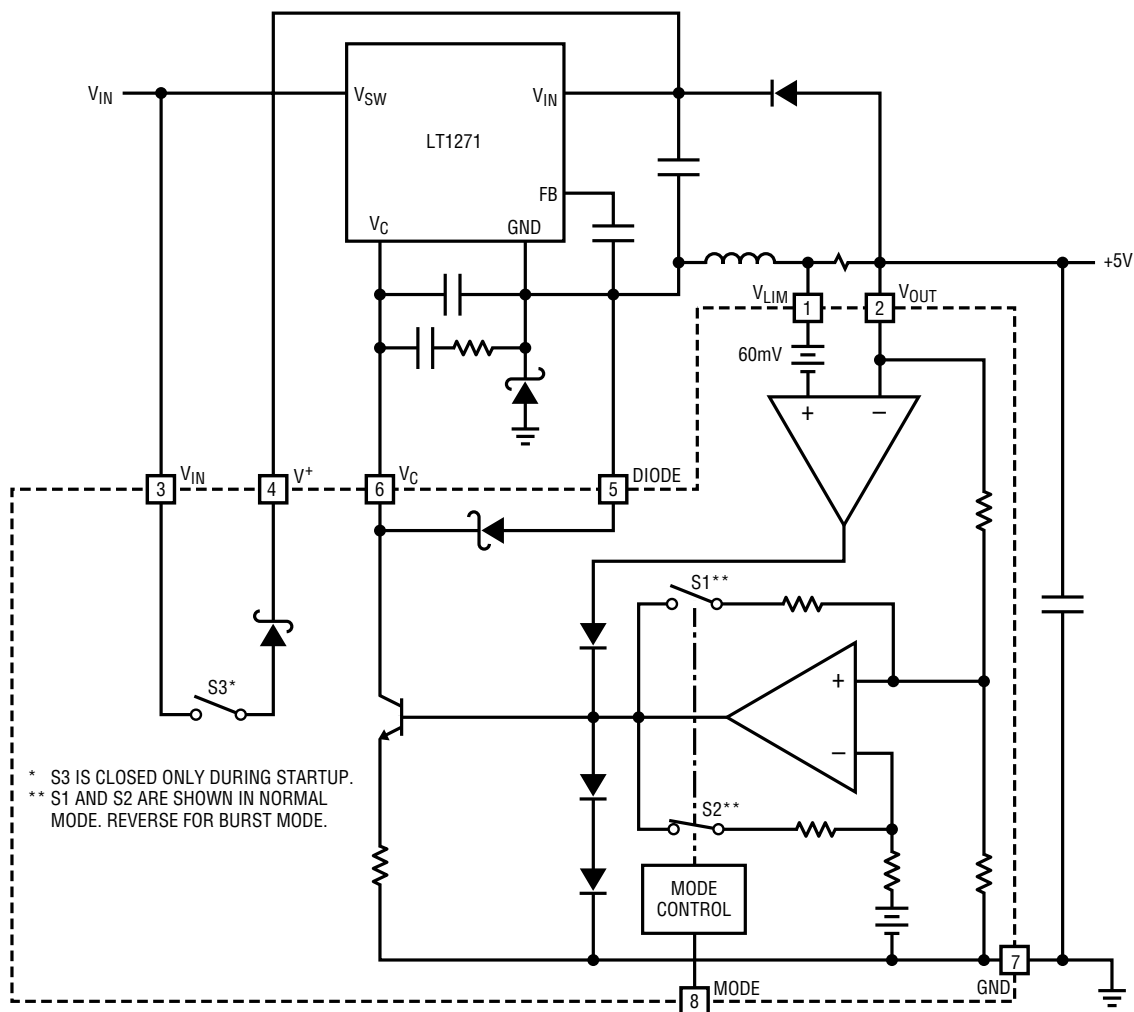 V_IN
V_SW
V_IN
LT1271
FB
V_C
GND
+5V
V_LIM
V_OUT
1
2
60mV
+
−
3
V_IN
4
V⁺
6
V_C
5
DIODE
S1**
S3*
+
−
S2**
* S3 IS CLOSED ONLY DURING STARTUP.
** S1 AND S2 ARE SHOWN IN NORMAL
MODE. REVERSE FOR BURST MODE.
MODE
CONTROL
7
GND
8
MODE